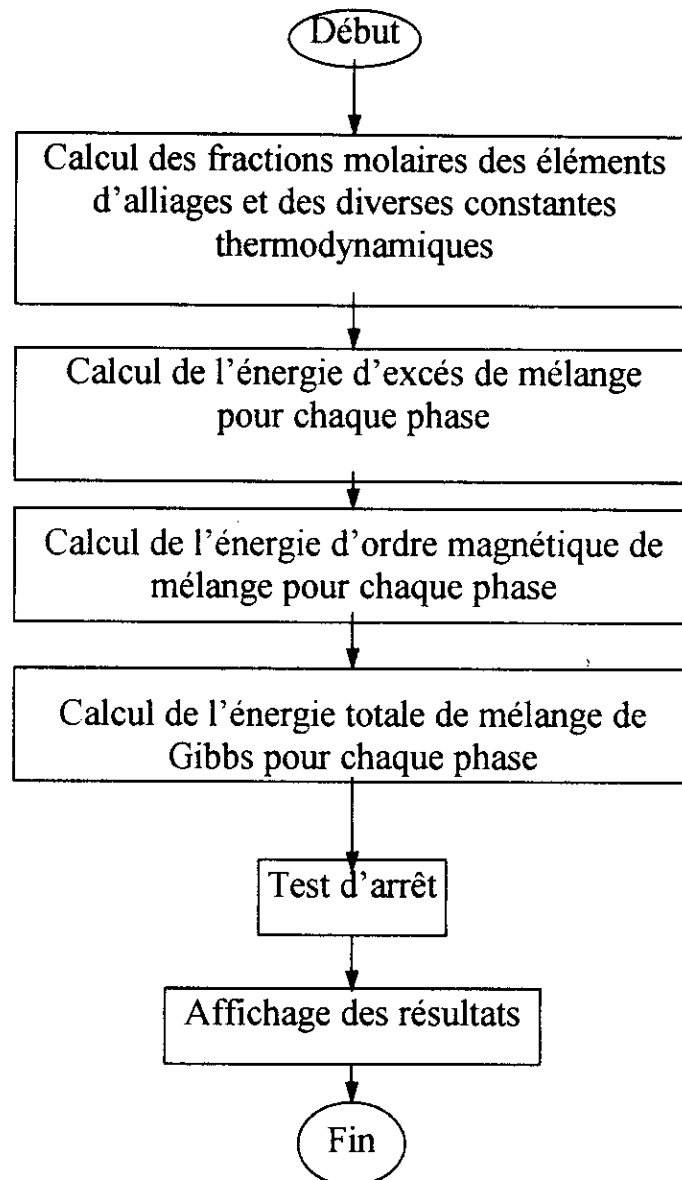 Début
Calcul des fractions molaires des éléments
d'alliages et des diverses constantes
thermodynamiques
Calcul de l'énergie d'excés de mélange
pour chaque phase
Calcul de l'énergie d'ordre magnétique de
mélange pour chaque phase
Calcul de l'énergie totale de mélange de
Gibbs pour chaque phase
Test d'arrêt
Affichage des résultats
Fin